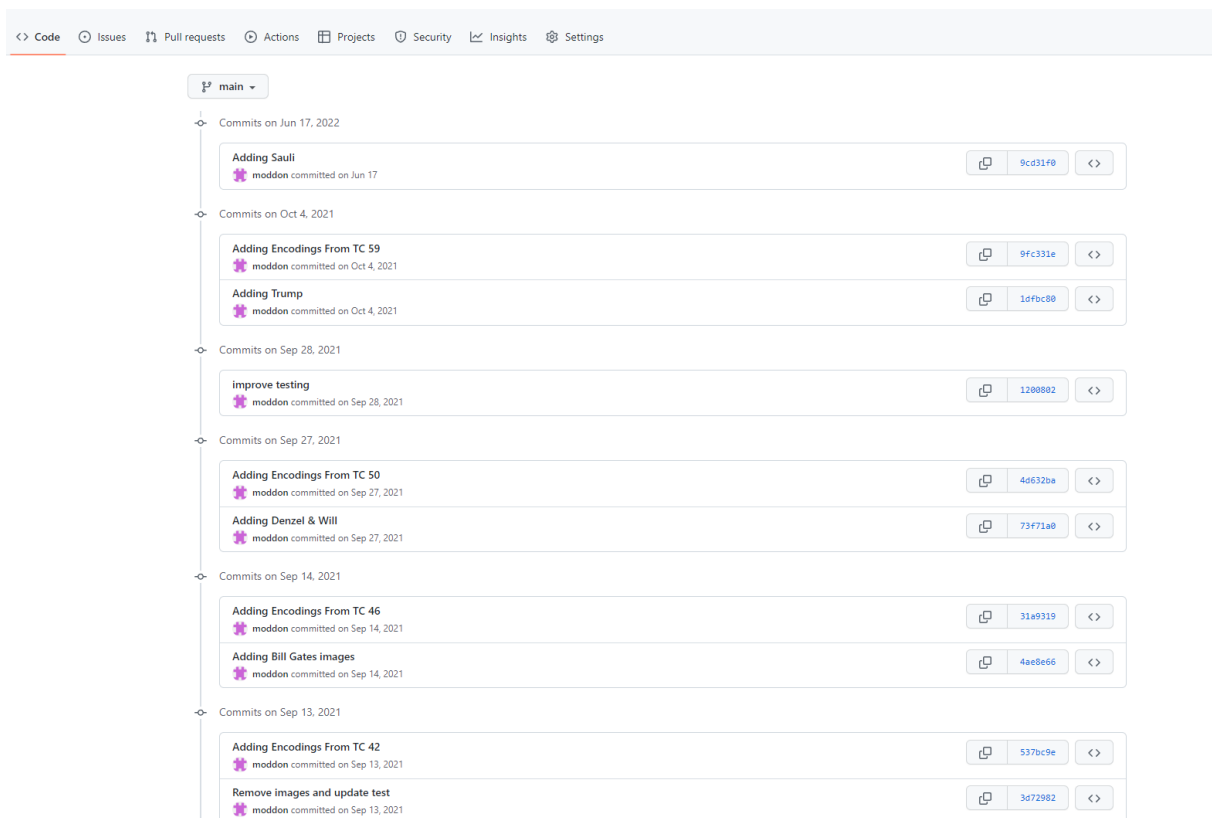 Code Issues Pull requests Actions Projects Security Insights Settings
main
Commits on Jun 17, 2022
Adding Sauli
9cd31f0
moddon committed on Jun 17
Commits on Oct 4, 2021
Adding Encodings From TC 59
9fc331e
moddon committed on Oct 4, 2021
Adding Trump
1dfbc80
moddon committed on Oct 4, 2021
Commits on Sep 28, 2021
improve testing
1200802
moddon committed on Sep 28, 2021
Commits on Sep 27, 2021
Adding Encodings From TC 50
4d632ba
moddon committed on Sep 27, 2021
Adding Denzel & Will
73f71a0
moddon committed on Sep 27, 2021
Commits on Sep 14, 2021
Adding Encodings From TC 46
31a9319
moddon committed on Sep 14, 2021
Adding Bill Gates images
4ae8e66
moddon committed on Sep 14, 2021
Commits on Sep 13, 2021
Adding Encodings From TC 42
537bc9e
moddon committed on Sep 13, 2021
Remove images and update test
3d72982
moddon committed on Sep 13, 2021